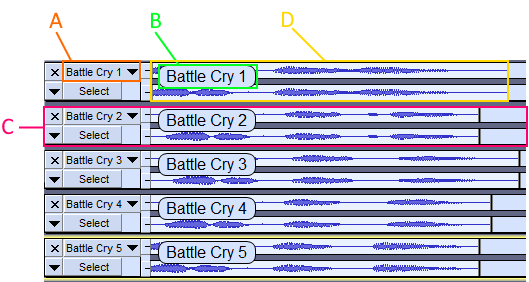 A B D
Battle Cry 1
Battle Cry 1
Select
C
Battle Cry 2
Battle Cry 2
Select
Battle Cry 3
Battle Cry 3
Select
Battle Cry 4
Battle Cry 4
Select
Battle Cry 5
Battle Cry 5
Select